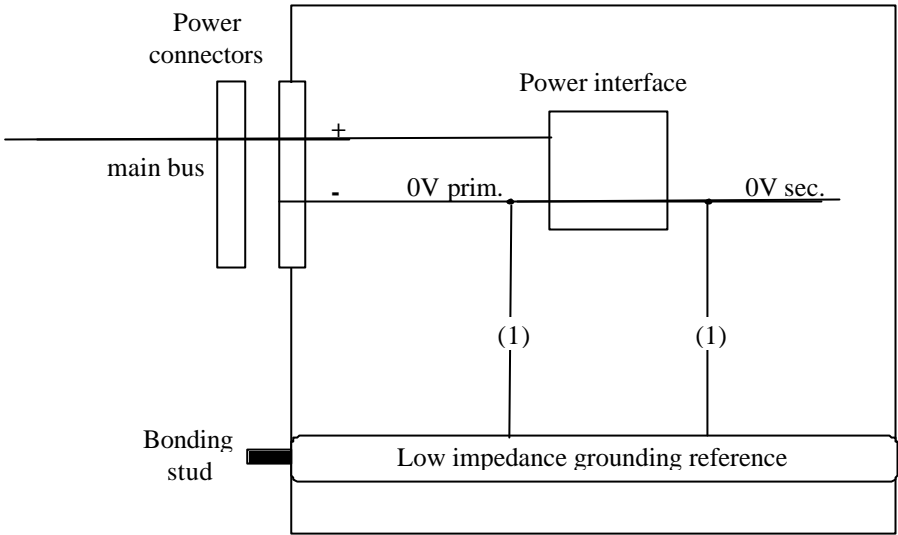 Power
connectors
Power interface
+
main bus
-
0V prim.
0V sec.
(1)
(1)
Bonding
stud
Low impedance grounding reference